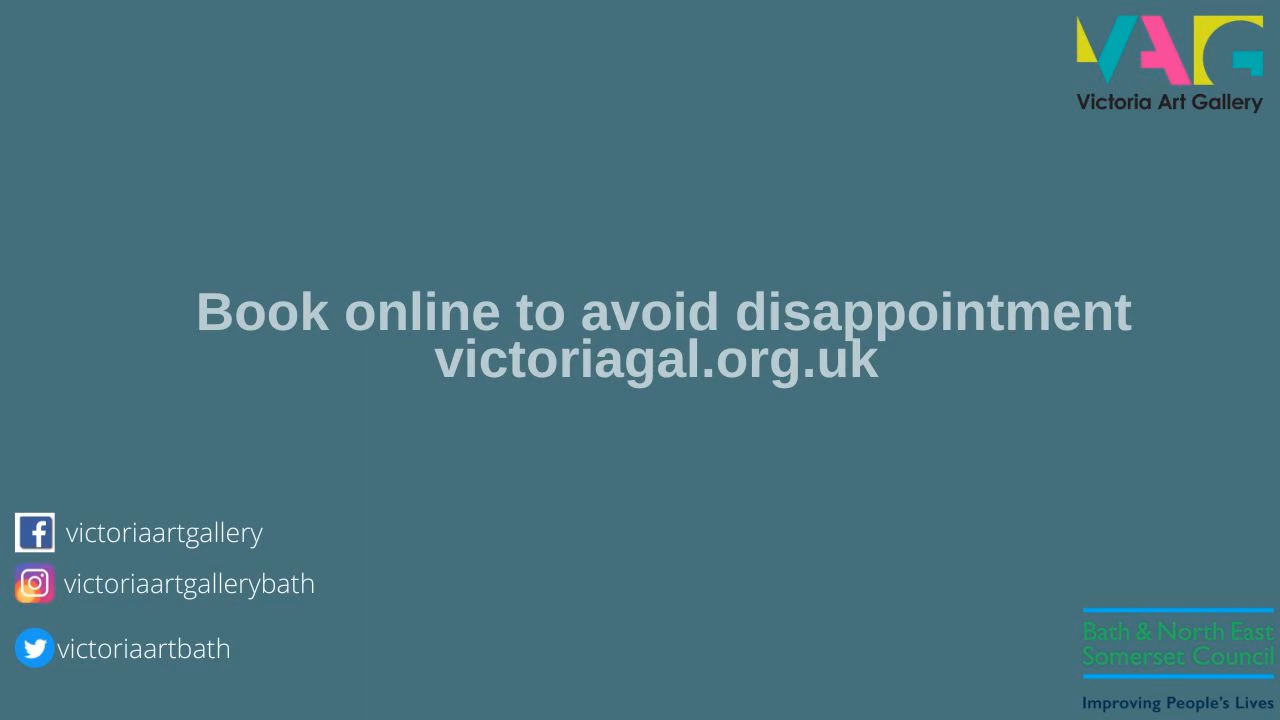 VAG
Victoria Art Gallery
Book online to avoid disappointment
victoriagal.org.uk
victoriaartgallery
victoriaartgallerybath
victoriaartbath
Bath & North East
Somerset Council
Improving People's Lives